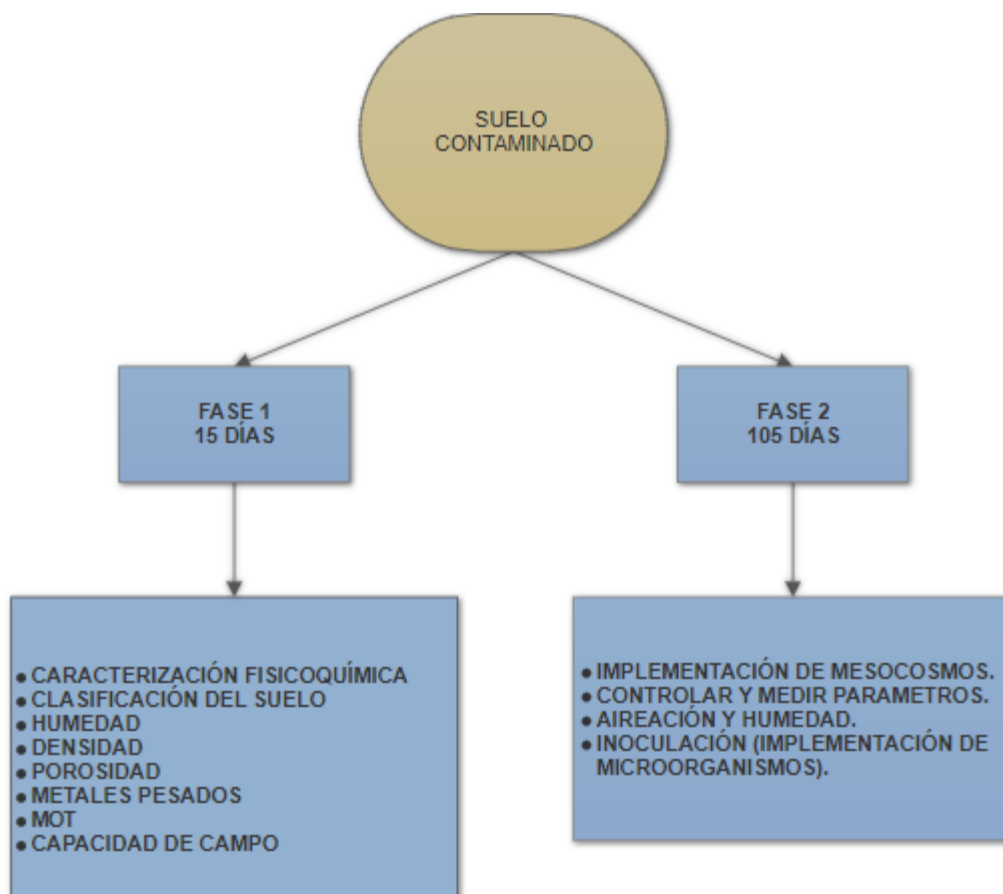 SUELO
CONTAMINADO
FASE 1
15 DÍAS
FASE 2
105 DÍAS
● CARACTERIZACIÓN FISICOQUÍMICA
● CLASIFICACIÓN DEL SUELO
● HUMEDAD
● DENSIDAD
● POROSIDAD
● METALES PESADOS
● MOT
● CAPACIDAD DE CAMPO
● IMPLEMENTACIÓN DE MESOCOSMOS.
● CONTROLAR Y MEDIR PARAMETROS.
● AIREACIÓN Y HUMEDAD.
● INOCULACIÓN (IMPLEMENTACIÓN DE
MICROORGANISMOS).